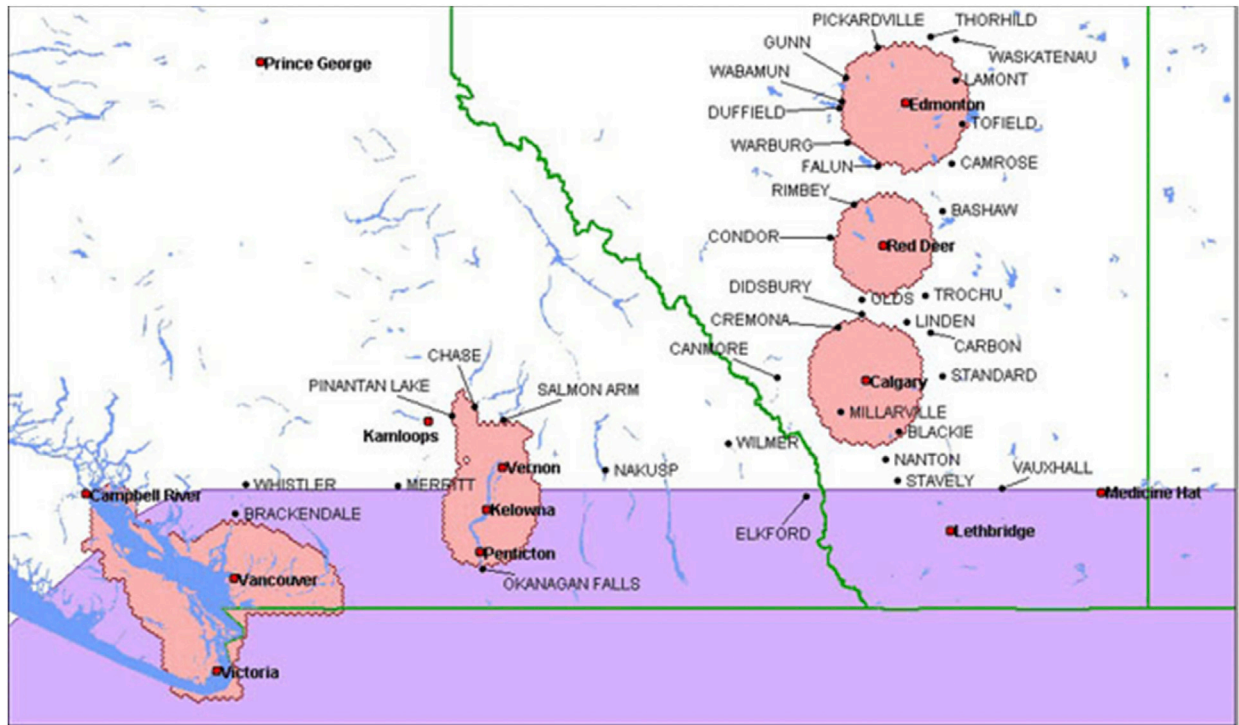 PICKARDVILLE
THORHILD
GUNN
WASKATENAU
Prince George
WABAMUN
LAMONT
Edmonton
DUFFIELD
TOFIELD
WARBURG
FALUN
CAMROSE
RIMBEY
BASHAW
CONDOR
Red Deer
DIDSBURY
OLDS
TROCHU
CREMONA
LINDEN
CARBON
CANMORE
CHASE
STANDARD
Calgary
PINANTAN LAKE
SALMON ARM
MILLARVILLE
Kamloops
BLACKIE
WILMER
NANTON
VAUXHALL
Vernon
NAKUSP
STAVELY
WHISTLER
MERRITT
Campbell River
Medicine Hat
BRACKENDALE
Kelowna
ELKFORD
Lethbridge
Penticton
OKANAGAN FALLS
Vancouver
Victoria